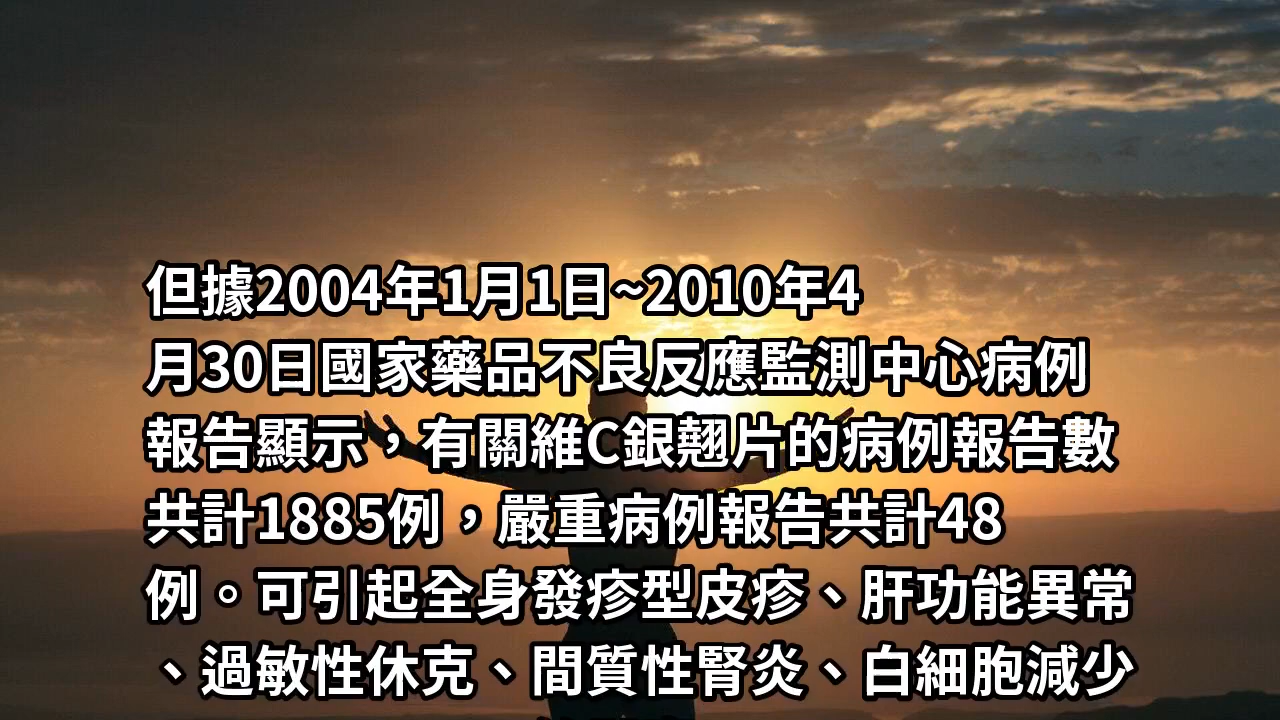 但據2004年1月1日~2010年4
月30日國家藥品不良反應監測中心病例
報告顯示，有關維C銀翹片的病例報告數
共計1885例，嚴重病例報告共計48
例。可引起全身發疹型皮疹、肝功能異常
、過敏性休克、間質性腎炎、白細胞減少